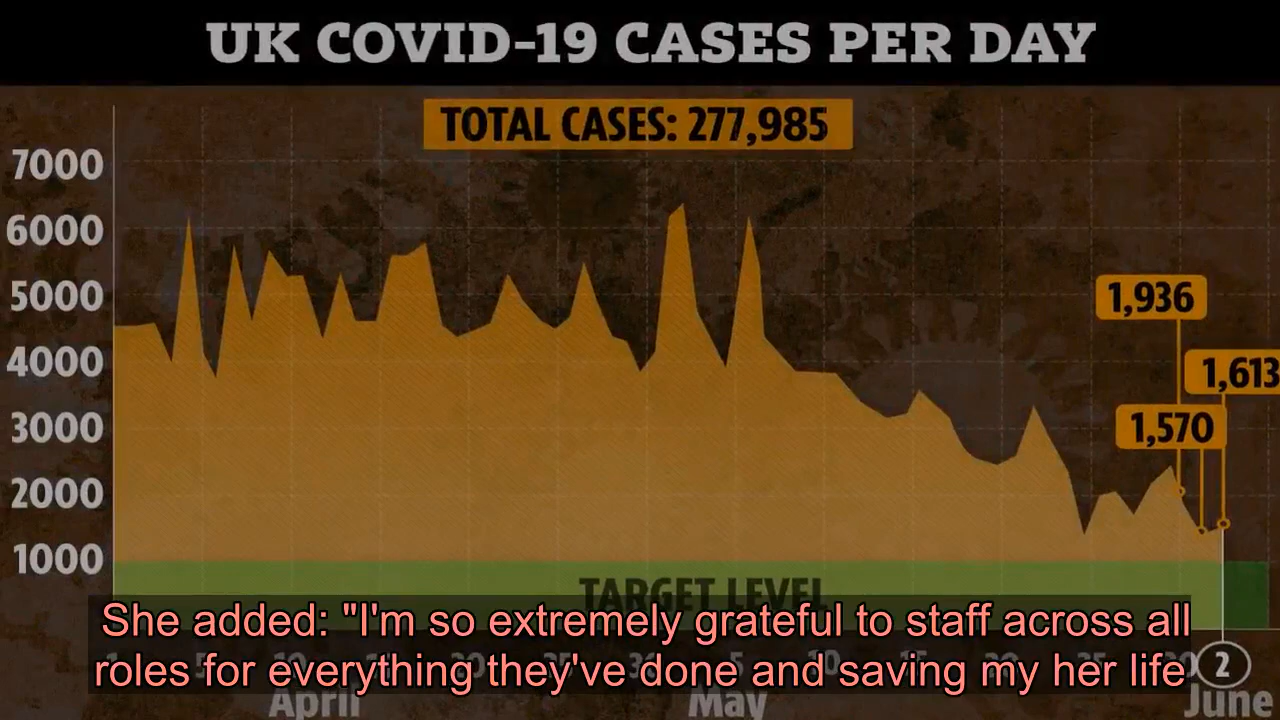 UK COVID-19 CASES PER DAY
TOTAL CASES: 277,985
7000
6000
5000
4000
3000
2000
1000
1,936
1,613
1,570
TARGET LEVEL
She added: "I'm so extremely grateful to staff across all
roles for everything they've done and saving my her life
2
April
May
June